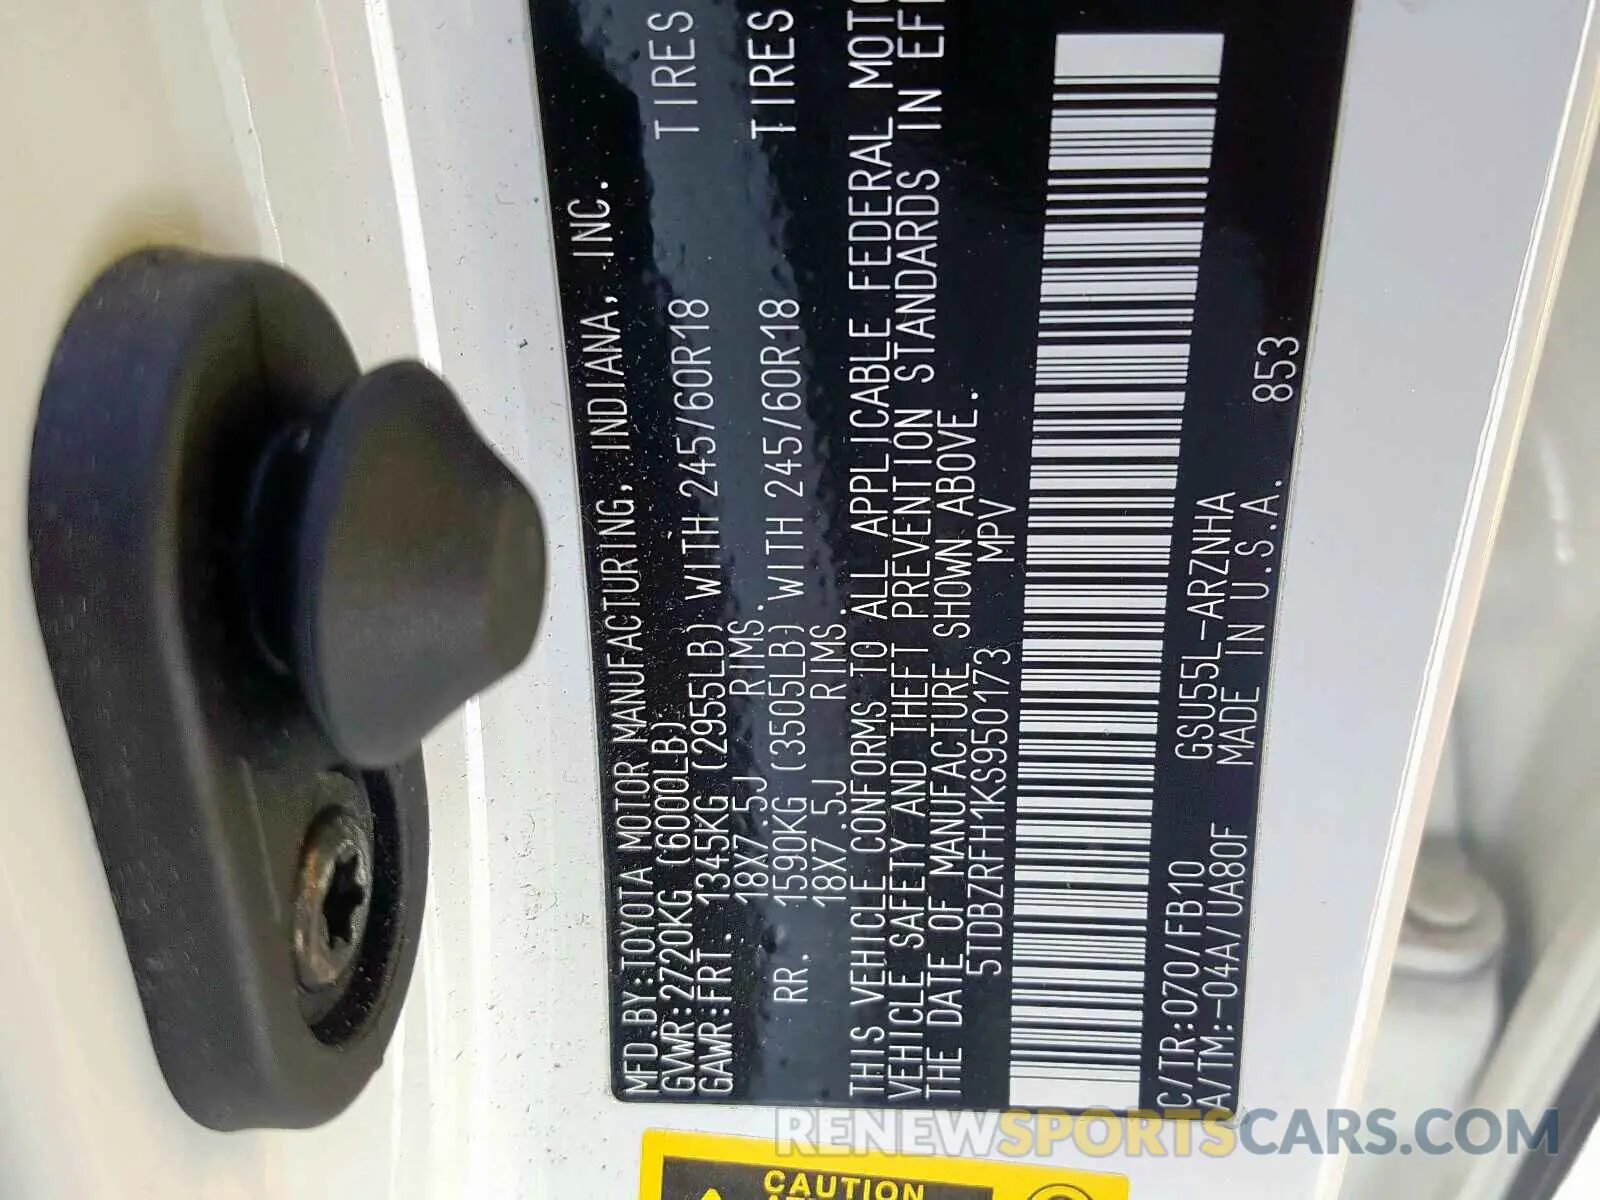 MFD.BY:TOYOTA MOTOR MANUFACTURING, INDIANA, INC.
GVWR:2720KG (6000LB)
GAWR:FRT. 1345KG (2955LB) WITH 245/60R18 TIRES
18X7.5J RIMS.
RR. 1590KG (3505LB) WITH 245/60R18 TIRES
18X7.5J RIMS.
THIS VEHICLE CONFORMS TO ALL APPLICABLE FEDERAL
VEHICLE SAFETY AND THEFT PREVENTION STANDARDS IN
THE DATE OF MANUFACTURE SHOWN ABOVE.
5TDBZRFH1KS950173 MPV
C/TR:070/FB10 GSU55L-ARZNHA
A/TM:-04A/UA80F MADE IN U.S.A. 853
CAUTION
RENEWSPORTSCARS.COM